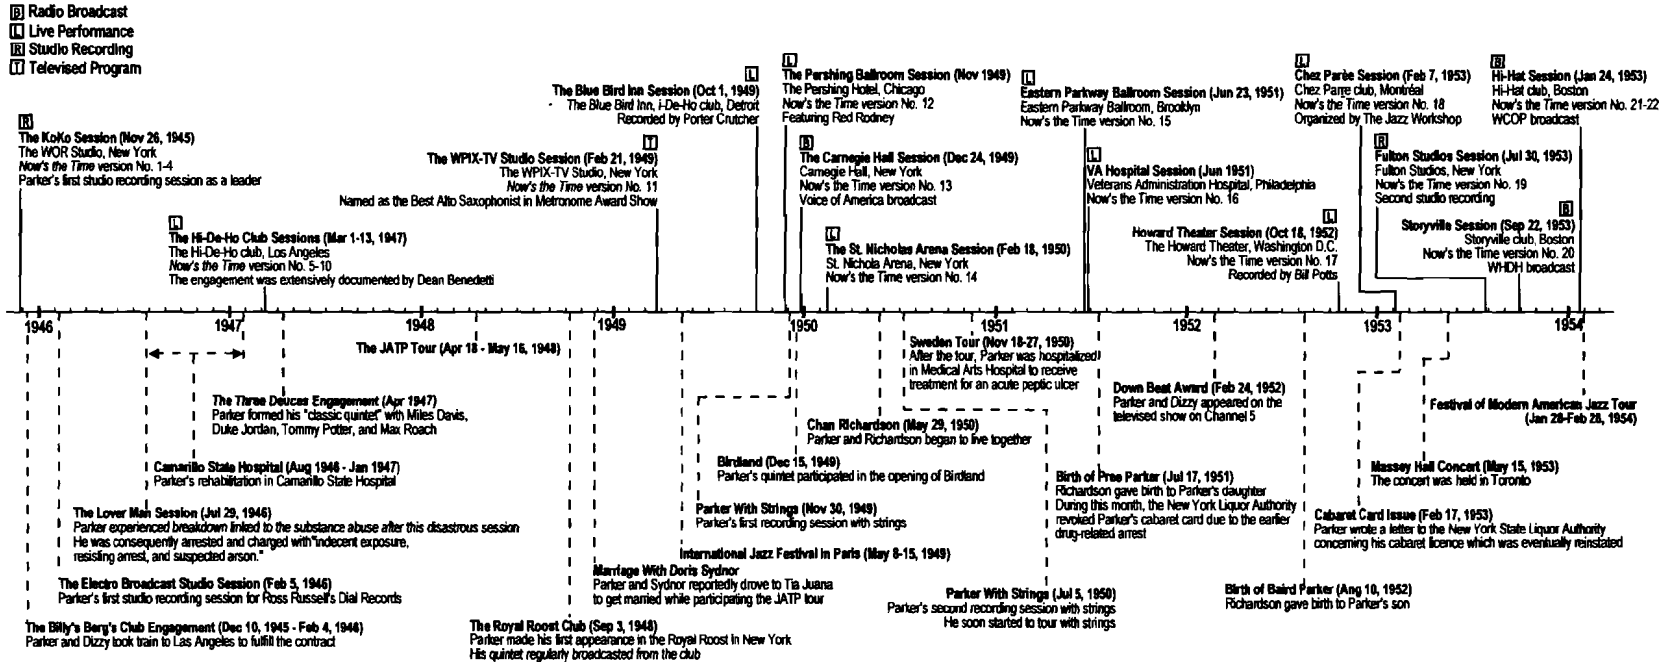 B Radio Broadcast
L Live Performance
R Studio Recording
T Televised Program
R
The KoKo Session (Nov 26, 1945)
The WOR Studio, New York
Now's the Time version No. 1-4
Parker's first studio recording session as a leader
L
The Hi-De-Ho Club Sessions (Mar 1-13, 1947)
The Hi-De-Ho club, Los Angeles
Now's the Time version No. 5-10
The engagement was extensively documented by Dean Benedetti
T
The WPIX-TV Studio Session (Feb 21, 1949)
The WPIX-TV Studio, New York
Now's the Time version No. 11
Named as the Best Alto Saxophonist in Metronome Award Show
L
The Blue Bird Inn Session (Oct 1, 1949)
The Blue Bird Inn, i-De-Ho club, Detroit
Recorded by Porter Crutcher
L
The Pershing Ballroom Session (Nov 1949)
The Pershing Hotel, Chicago
Now's the Time version No. 12
Featuring Red Rodney
B
The Carnegie Hall Session (Dec 24, 1949)
Carnegie Hall, New York
Now's the Time version No. 13
Voice of America broadcast
L
The St. Nicholas Arena Session (Feb 18, 1950)
St. Nichola Arena, New York
Now's the Time version No. 14
L
Eastern Parkway Ballroom Session (Jun 23, 1951)
Eastern Parkway Ballroom, Brooklyn
Now's the Time version No. 15
L
VA Hospital Session (Jun 1951)
Veterans Administration Hospital, Philadelphia
Now's the Time version No. 16
L
Howard Theater Session (Oct 18, 1952)
The Howard Theater, Washington D.C.
Now's the Time version No. 17
Recorded by Bill Potts
L
Chez Parèe Session (Feb 7, 1953)
Chez Parre club, Montréal
Now's the Time version No. 18
Organized by The Jazz Workshop
R
Fulton Studios Session (Jul 30, 1953)
Fulton Studios, New York
Now's the Time version No. 19
Second studio recording
B
Storyville Session (Sep 22, 1953)
Storyville club, Boston
Now's the Time version No. 20
WHDH broadcast
B
Hi-Hat Session (Jan 24, 1953)
Hi-Hat club, Boston
Now's the Time version No. 21-22
WCOP broadcast
1946 1947 1948 1949 1950 1951 1952 1953 1954
The JATP Tour (Apr 18 - May 16, 1948)
The Three Deuces Engagement (Apr 1947)
Parker formed his "classic quintet" with Miles Davis,
Duke Jordan, Tommy Potter, and Max Roach
Camarillo State Hospital (Aug 1946 - Jan 1947)
Parker's rehabilitation in Camarillo State Hospital
The Lover Man Session (Jul 29, 1946)
Parker experienced breakdown linked to the substance abuse after this disastrous session
He was consequently arrested and charged with "indecent exposure,
resisting arrest, and suspected arson."
The Electro Broadcast Studio Session (Feb 5, 1946)
Parker's first studio recording session for Ross Russell's Dial Records
The Billy's Berg's Club Engagement (Dec 10, 1945 - Feb 4, 1946)
Parker and Dizzy took train to Los Angeles to fulfill the contract
The Royal Roost Club (Sep 3, 1948)
Parker made his first appearance in the Royal Roost in New York
His quintet regularly broadcasted from the club
Marriage With Doris Sydnor
Parker and Sydnor reportedly drove to Tia Juana
to get married while participating the JATP tour
International Jazz Festival in Paris (May 8-15, 1949)
Parker With Strings (Nov 30, 1949)
Parker's first recording session with strings
Birdland (Dec 15, 1949)
Parker's quintet participated in the opening of Birdland
Chan Richardson (May 29, 1950)
Parker and Richardson began to live together
Sweden Tour (Nov 18-27, 1950)
After the tour, Parker was hospitalized
in Medical Arts Hospital to receive
treatment for an acute peptic ulcer
Parker With Strings (Jul 5, 1950)
Parker's second recording session with strings
He soon started to tour with strings
Birth of Pree Parker (Jul 17, 1951)
Richardson gave birth to Parker's daughter
During this month, the New York Liquor Authority
revoked Parker's cabaret card due to the earlier
drug-related arrest
Down Beat Award (Feb 24, 1952)
Parker and Dizzy appeared on the
televised show on Channel 5
Birth of Baird Parker (Aug 10, 1952)
Richardson gave birth to Parker's son
Cabaret Card Issue (Feb 17, 1953)
Parker wrote a letter to the New York State Liquor Authority
concerning his cabaret licence which was eventually reinstated
Massey Hall Concert (May 15, 1953)
The concert was held in Toronto
Festival of Modern American Jazz Tour
(Jan 28-Feb 28, 1954)